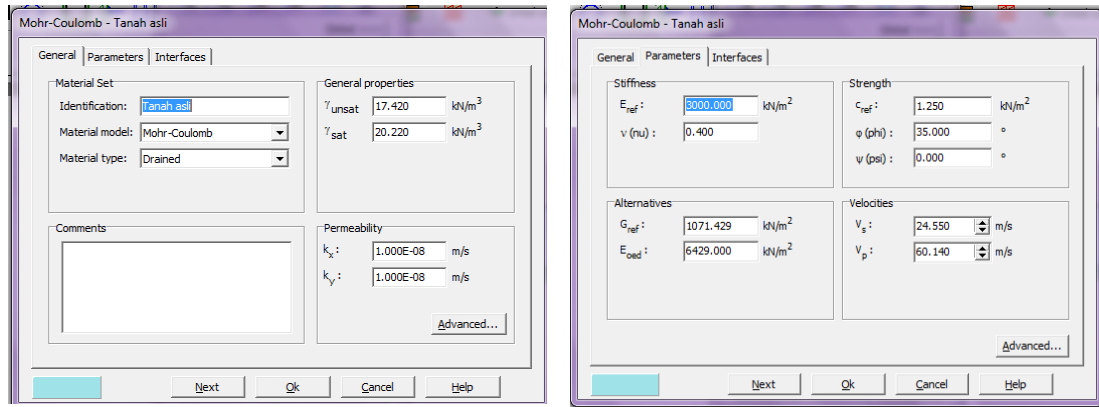 Mohr-Coulomb - Tanah asli
General Parameters Interfaces
Material Set
Identification: Tanah asli
Material model: Mohr-Coulomb
Material type: Drained
General properties
γunsat 17.420 kN/m³
γsat 20.220 kN/m³
Comments
Permeability
kx: 1.000E-08 m/s
ky: 1.000E-08 m/s
Advanced...
Next Ok Cancel Help
Mohr-Coulomb - Tanah asli
General Parameters Interfaces
Stiffness
Eref: 3000.000 kN/m²
ν (nu) : 0.400
Strength
cref: 1.250 kN/m²
φ (phi) : 35.000 °
ψ (psi) : 0.000 °
Alternatives
Gref: 1071.429 kN/m²
Eoed: 6429.000 kN/m²
Velocities
Vs: 24.550 m/s
Vp: 60.140 m/s
Advanced...
Next Ok Cancel Help